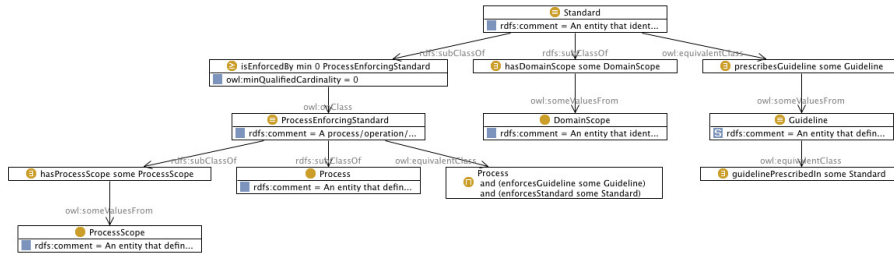 Standard
rdfs:comment = An entity that ident...
rdfs:subClassOf
rdfs:subClassOf
owl:equivalentClass
isEnforcedBy min 0 ProcessEnforcingStandard
owl:minQualifiedCardinality = 0
hasDomainScope some DomainScope
prescribesGuideline some Guideline
owl:onClass
owl:someValuesFrom
owl:someValuesFrom
ProcessEnforcingStandard
rdfs:comment = A process/operation/...
DomainScope
rdfs:comment = An entity that ident...
Guideline
rdfs:comment = An entity that defin...
rdfs:subClassOf
rdfs:subClassOf
owl:equivalentClass
owl:equivalentClass
hasProcessScope some ProcessScope
Process
rdfs:comment = An entity that defin...
Process
and (enforcesGuideline some Guideline)
and (enforcesStandard some Standard)
guidelinePrescribedIn some Standard
owl:someValuesFrom
ProcessScope
rdfs:comment = An entity that defin...